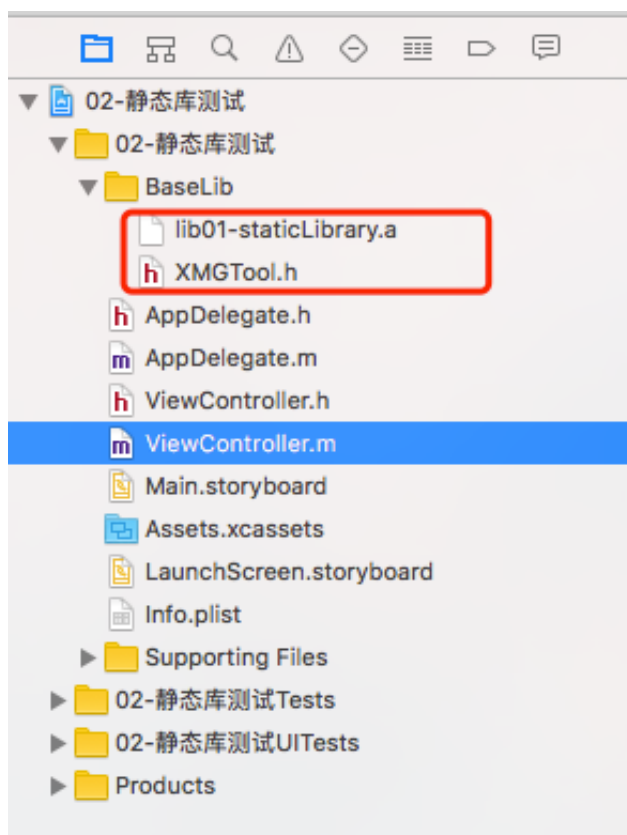 02-静态库测试
02-静态库测试
BaseLib
lib01-staticLibrary.a
h XMGTool.h
h AppDelegate.h
m AppDelegate.m
h ViewController.h
m ViewController.m
Main.storyboard
Assets.xcassets
LaunchScreen.storyboard
Info.plist
Supporting Files
02-静态库测试Tests
02-静态库测试UITests
Products